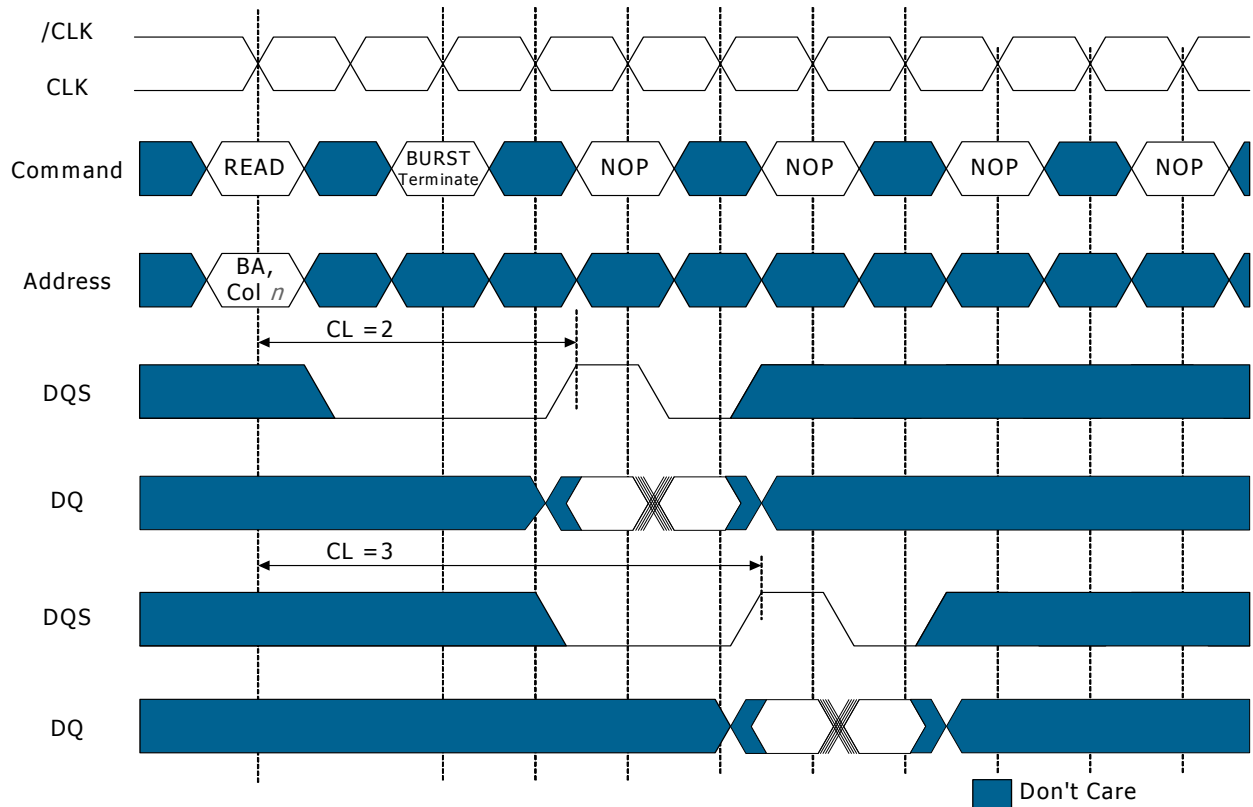 /CLK
CLK
Command
READ
BURST
Terminate
NOP
NOP
NOP
NOP
Address
BA,
Col n
CL =2
DQS
DQ
CL =3
DQS
DQ
Don't Care